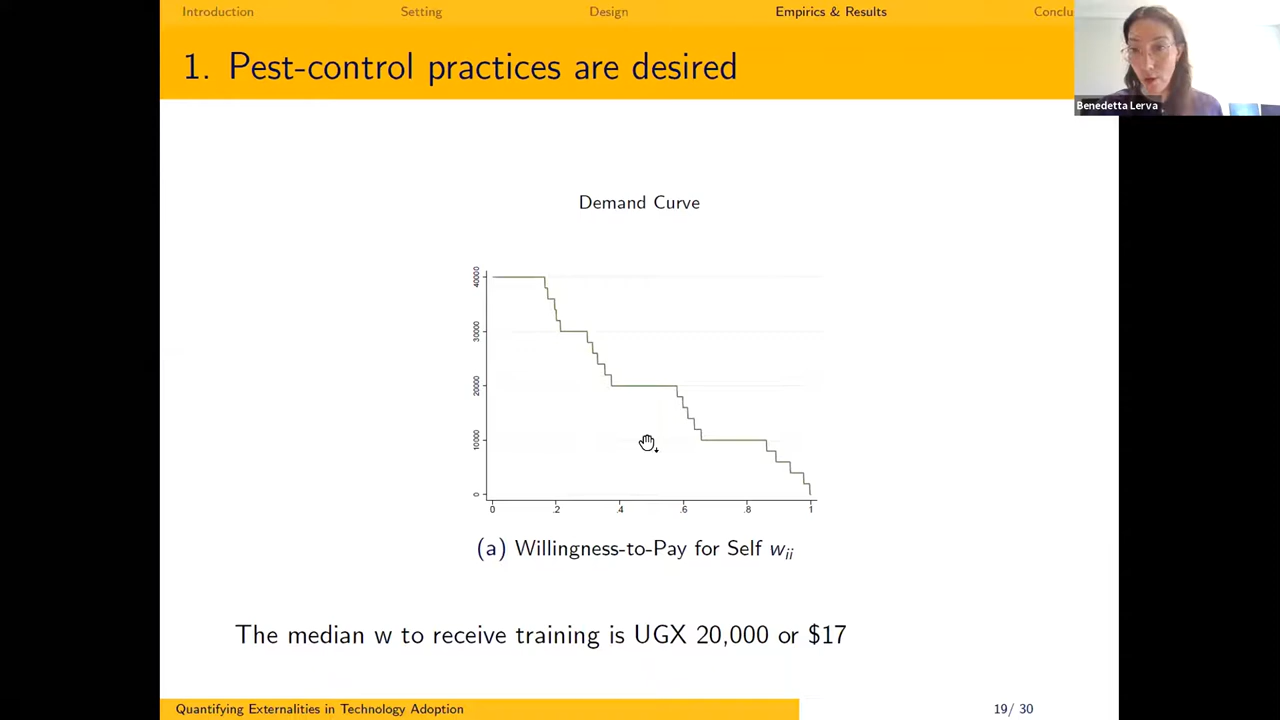 Introduction Setting Design Empirics & Results Conclu
1. Pest-control practices are desired
Benedetta Lerva
Demand Curve
40000
30000
20000
10000
0
0 .2 .4 .6 .8 1
(a) Willingness-to-Pay for Self wii
The median w to receive training is UGX 20,000 or $17
Quantifying Externalities in Technology Adoption 19/ 30